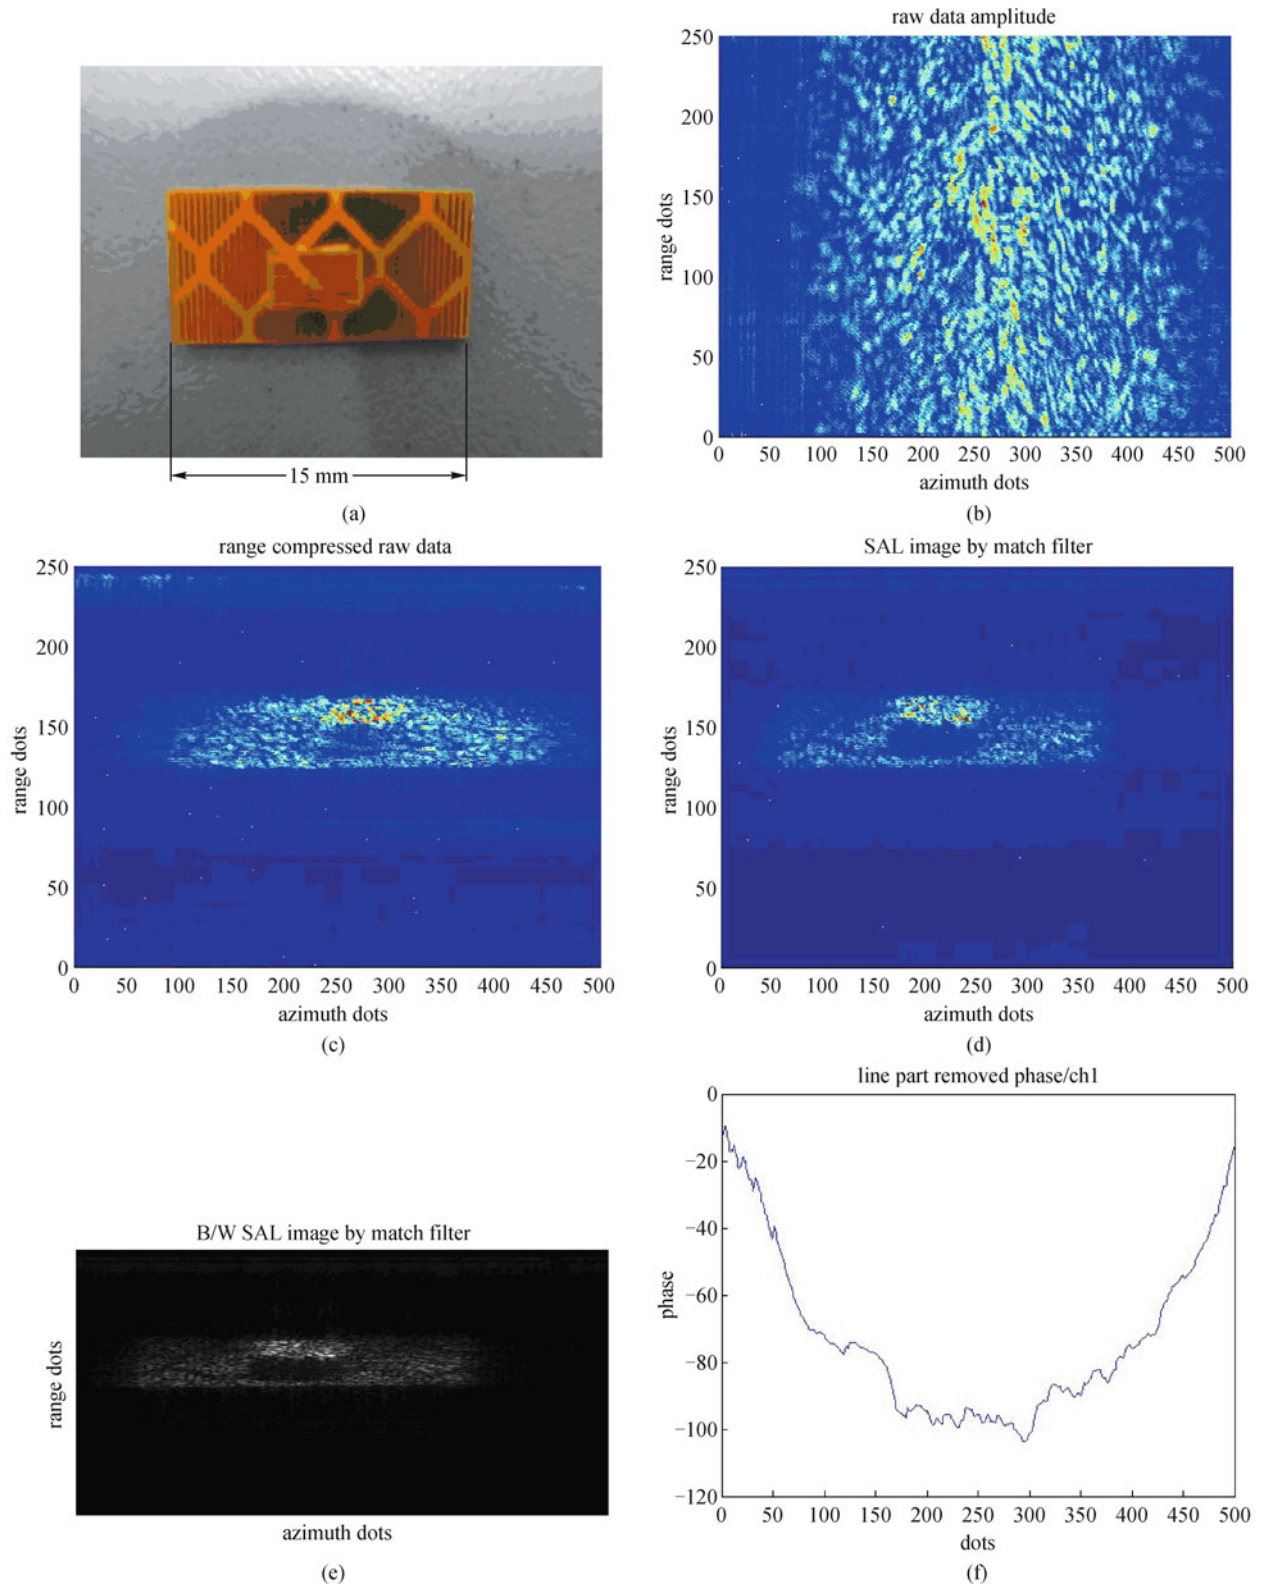 raw data amplitude
250
200
150
100
50
0
range dots
0 50 100 150 200 250 300 350 400 450 500
azimuth dots
15 mm
(a)
(b)
range compressed raw data
250
200
150
100
50
0
range dots
0 50 100 150 200 250 300 350 400 450 500
azimuth dots
(c)
SAL image by match filter
250
200
150
100
50
0
range dots
0 50 100 150 200 250 300 350 400 450 500
azimuth dots
(d)
B/W SAL image by match filter
range dots
azimuth dots
(e)
line part removed phase/ch1
0
−20
−40
−60
−80
−100
−120
phase
0 50 100 150 200 250 300 350 400 450 500
dots
(f)